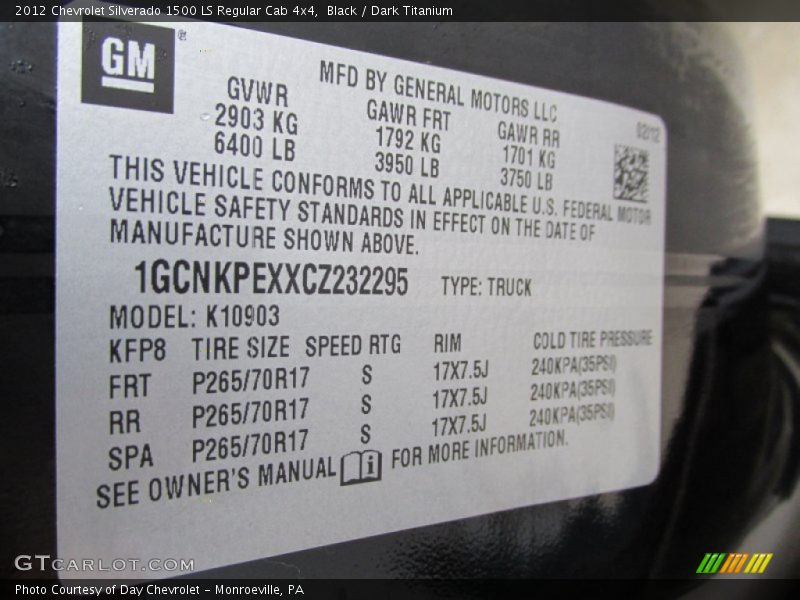 2012 Chevrolet Silverado 1500 LS Regular Cab 4x4,  Black / Dark Titanium
GM ®
MFD BY GENERAL MOTORS LLC
02/12
GVWR GAWR FRT GAWR RR
2903 KG 1792 KG 1701 KG
6400 LB 3950 LB 3750 LB
THIS VEHICLE CONFORMS TO ALL APPLICABLE U.S. FEDERAL MOTOR
VEHICLE SAFETY STANDARDS IN EFFECT ON THE DATE OF
MANUFACTURE SHOWN ABOVE.
1GCNKPEXXCZ232295 TYPE: TRUCK
MODEL: K10903
KFP8 TIRE SIZE SPEED RTG RIM COLD TIRE PRESSURE
FRT P265/70R17 S 17X7.5J 240KPA(35PSI)
RR P265/70R17 S 17X7.5J 240KPA(35PSI)
SPA P265/70R17 S 17X7.5J 240KPA(35PSI)
SEE OWNER'S MANUAL i FOR MORE INFORMATION.
GTCARLOT.COM
Photo Courtesy of Day Chevrolet - Monroeville, PA